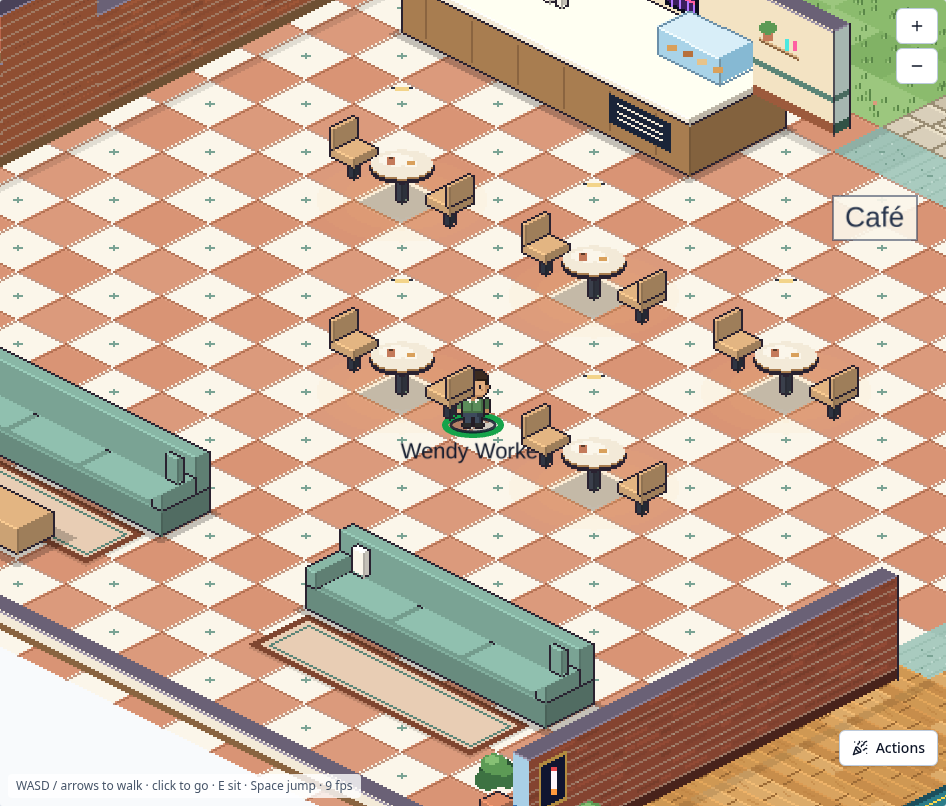 +
−
Café
Wendy Worke
Actions
WASD / arrows to walk · click to go · E sit · Space jump · 9 fps